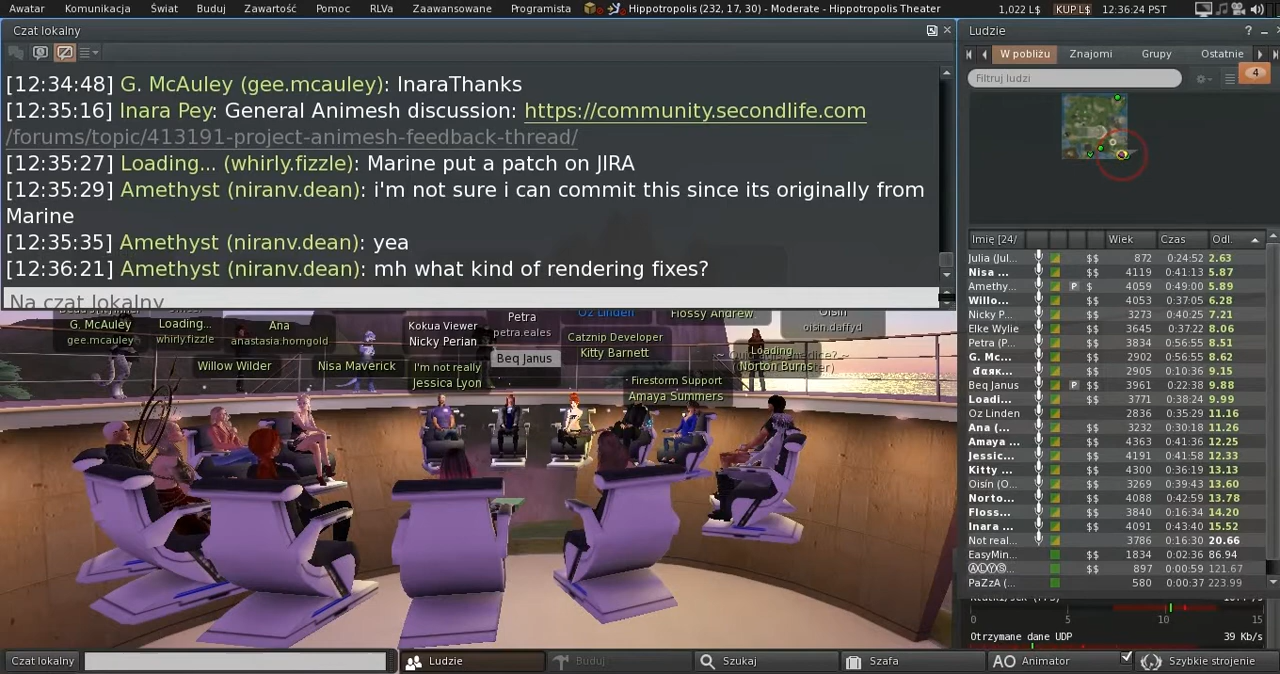 Awatar Komunikacja Świat Buduj Zawartość Pomoc RLVa Zaawansowane Programista Hippotropolis (232, 17, 30) - Moderate - Hippotropolis Theater 1,022 L$ KUP L$ 12:36:24 PST
Czat lokalny
[12:34:48] G. McAuley (gee.mcauley): InaraThanks
[12:35:16] Inara Pey: General Animesh discussion: https://community.secondlife.com
/forums/topic/413191-project-animesh-feedback-thread/
[12:35:27] Loading... (whirly.fizzle): Marine put a patch on JIRA
[12:35:29] Amethyst (niranv.dean): i'm not sure i can commit this since its originally from
Marine
[12:35:35] Amethyst (niranv.dean): yea
[12:36:21] Amethyst (niranv.dean): mh what kind of rendering fixes?
Na czat lokalny
G. McAuley
gee.mcauley
Loading...
whirly.fizzle
Ana
anastasia.horngold
Willow Wilder
Nisa Maverick
Kokua Viewer
Nicky Perian
I'm not really
Jessica Lyon
Petra
petra.eales
Beq Janus
Oz Linden
Catznip Developer
Kitty Barnett
Flossy Andrew
Firestorm Support
Amaya Summers
Loading...
Norton Burns
Oisin
oisin.daffyd
Ludzie
W pobliżu Znajomi Grupy Ostatnie
Filtruj ludzi
4
Imię [24/ Wiek Czas Odl.
Julia (Jul... $$ 872 0:24:52 2.63
Nisa ... $$ 4119 0:41:13 5.87
Amethy... P $ 4059 0:49:00 5.89
Willo... $$ 4053 0:37:05 6.28
Nicky P... $$ 3273 0:40:25 7.21
Elke Wylie $$ 3645 0:37:22 8.06
Petra (P... $$ 3834 0:56:55 8.51
G. Mc... $$ 2902 0:56:55 8.62
đαяк... $$ 2905 0:10:36 9.15
Beq Janus P $$ 3961 0:22:38 9.88
Loadi... $$ 3771 0:38:24 9.99
Oz Linden 2836 0:35:29 11.16
Ana (... $$ 3232 0:30:18 11.26
Amaya ... $$ 4363 0:41:36 12.25
Jessic... $$ 4191 0:41:58 12.33
Kitty ... $$ 4300 0:36:19 13.13
Oisín (O... $$ 3269 0:39:43 13.60
Norto... $$ 4088 0:42:59 13.78
Floss... $$ 3840 0:16:34 14.20
Inara ... $$ 4091 0:43:40 15.52
Not real... 3786 0:16:30 20.66
EasyMin... $$ 1834 0:02:36 86.94
ⒶⓁⓎⓈ... $$ 897 0:00:59 121.67
PaZzA (... 580 0:00:37 223.99
0 5 10 15
Otrzymane dane UDP 39 Kb/s
Czat lokalny Ludzie Buduj Szukaj Szafa AO Animator Szybkie strojenie